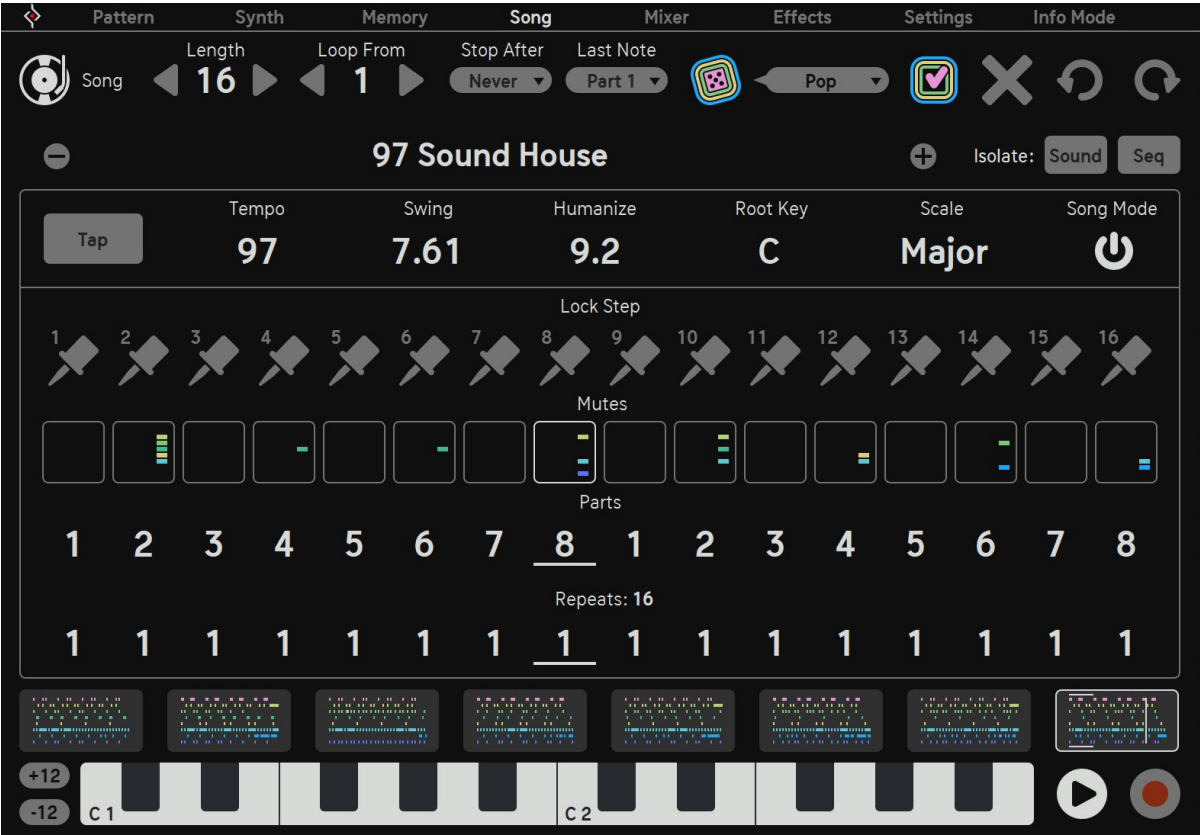 Pattern Synth Memory Song Mixer Effects Settings Info Mode
Length Loop From Stop After Last Note
Song 16 1 Never Part 1 Pop
97 Sound House Isolate: Sound Seq
Tempo Swing Humanize Root Key Scale Song Mode
Tap 97 7.61 9.2 C Major
Lock Step
1 2 3 4 5 6 7 8 9 10 11 12 13 14 15 16
Mutes
Parts
1 2 3 4 5 6 7 8 1 2 3 4 5 6 7 8
Repeats: 16
1 1 1 1 1 1 1 1 1 1 1 1 1 1 1 1
+12
-12 C 1 C 2